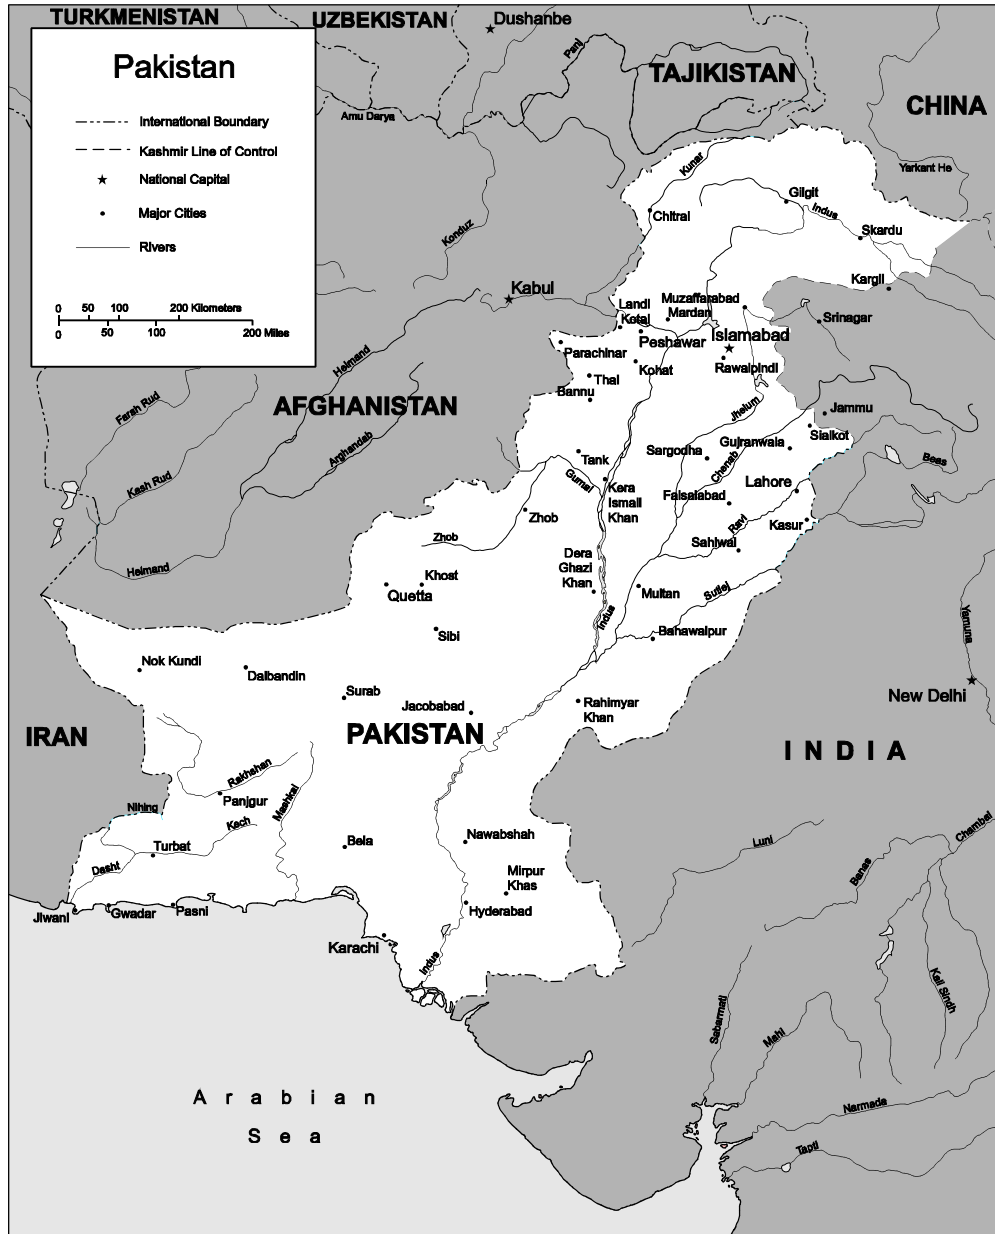 TURKMENISTAN
UZBEKISTAN
Dushanbe
Panj
TAJIKISTAN
CHINA
Pakistan
International Boundary
Kashmir Line of Control
National Capital
Major Cities
Rivers
0 50 100 200 Kilometers
0 50 100 200 Miles
Amu Darya
Yarkant He
Kunar
Gilgit
Indus
Chitral
Skardu
Konduz
Kargil
Kabul
Landi
Kotal
Muzaffarabad
Mardan
Srinagar
Islamabad
Peshawar
Parachinar
Kohat
Rawalpindi
Helmand
Thal
Bannu
Farah Rud
AFGHANISTAN
Jhelum
Jammu
Sialkot
Arghandab
Sargodha
Gujranwala
Chenab
Beas
Tank
Gumal
Kash Rud
Kera
Ismail
Khan
Faisalabad
Lahore
Zhob
Ravi
Kasur
Zhob
Sahiwal
Dera
Ghazi
Khan
Helmand
Khost
Quetta
Multan
Sutlej
Indus
Yamuna
Sibi
Bahawalpur
Nok Kundi
Dalbandin
Surab
Jacobabad
Rahimyar
Khan
New Delhi
IRAN
PAKISTAN
INDIA
Rakhshan
Panjgur
Mashkai
Nihing
Kech
Turbat
Dasht
Bela
Nawabshah
Luni
Chambal
Banas
Mirpur
Khas
Hyderabad
Jiwani
Gwadar
Pasni
Karachi
Indus
Kali Sindh
Sabarmati
Mahi
Arabian
Sea
Narmada
Tapti